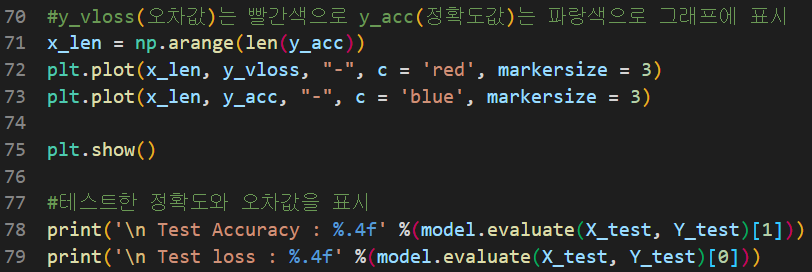 70 #y_vloss(오차값)는 빨간색으로 y_acc(정확도값)는 파랑색으로 그래프에 표시
71 x_len = np.arange(len(y_acc))
72 plt.plot(x_len, y_vloss, "-", c = 'red', markersize = 3)
73 plt.plot(x_len, y_acc, "-", c = 'blue', markersize = 3)
74
75 plt.show()
76
77 #테스트한 정확도와 오차값을 표시
78 print('\n Test Accuracy : %.4f' %(model.evaluate(X_test, Y_test)[1]))
79 print('\n Test loss : %.4f' %(model.evaluate(X_test, Y_test)[0]))